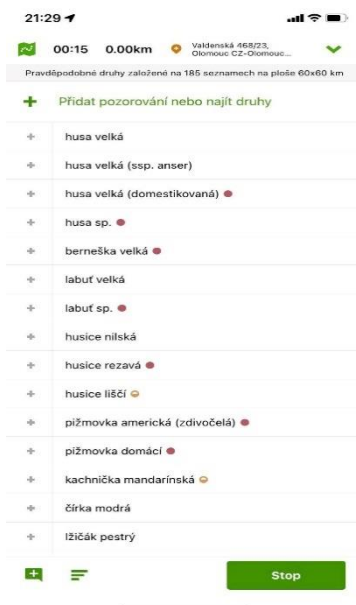 21:29
00:15 0.00km Valdenská 468/23,
Olomouc CZ-Olomouc...
Pravděpodobné druhy založené na 185 seznamech na ploše 60x60 km
+ Přidat pozorování nebo najít druhy
+ husa velká
+ husa velká (ssp. anser)
+ husa velká (domestikovaná)
+ husa sp.
+ berneška velká
+ labuť velká
+ labuť sp.
+ husice nilská
+ husice rezavá
+ husice liščí
+ pižmovka americká (zdivočelá)
+ pižmovka domácí
+ kachnička mandarínská
+ čírka modrá
+ lžičák pestrý
Stop